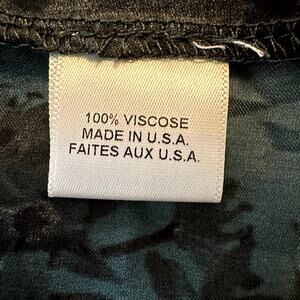 100% VISCOSE
MADE IN U.S.A.
FAITES AUX U.S.A.